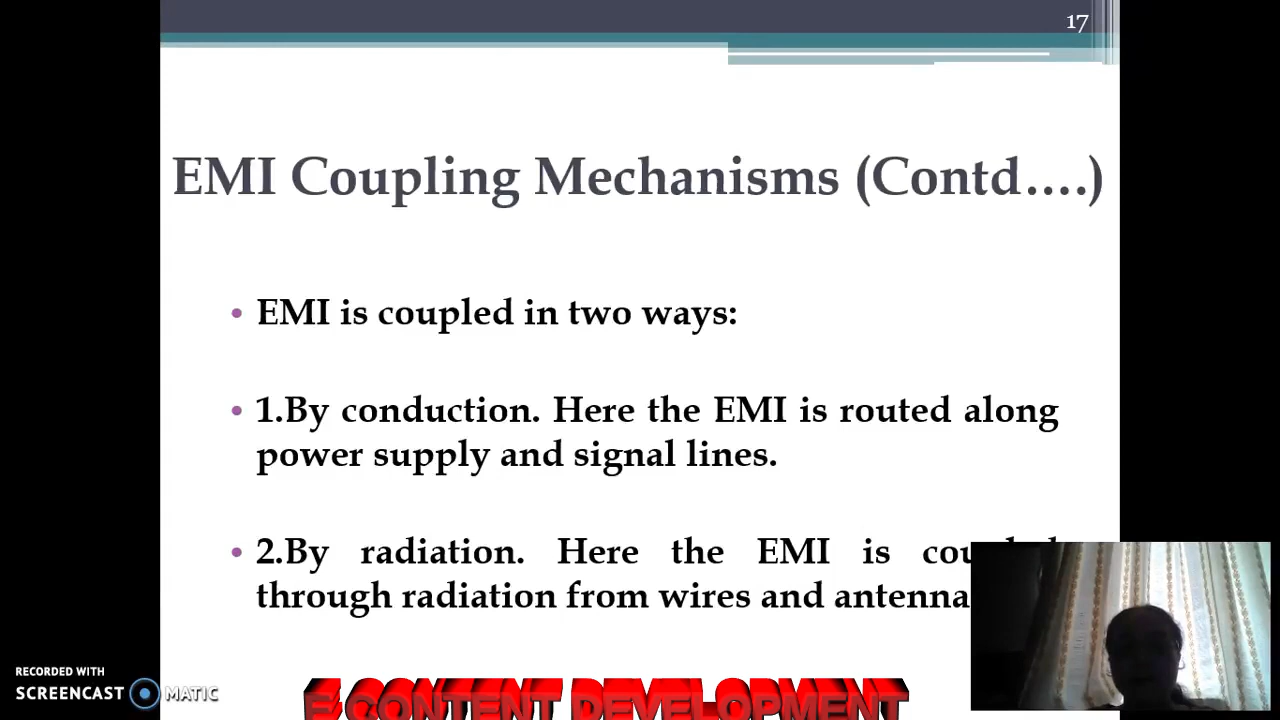 17
EMI Coupling Mechanisms (Contd….)
• EMI is coupled in two ways:
• 1.By conduction. Here the EMI is routed along
power supply and signal lines.
• 2.By radiation. Here the EMI is
through radiation from wires and antenna
RECORDED WITH
SCREENCAST MATIC
E-CONTENT DEVELOPMENT